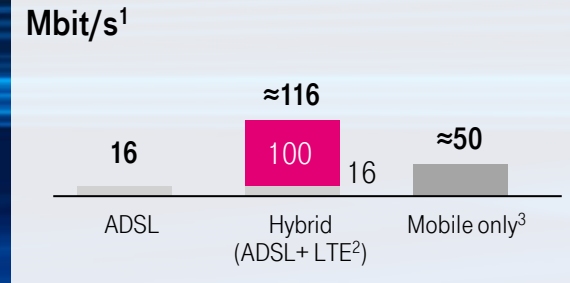 Mbit/s¹
≈116
16
100
16
≈50
ADSL
Hybrid
(ADSL+ LTE²)
Mobile only³